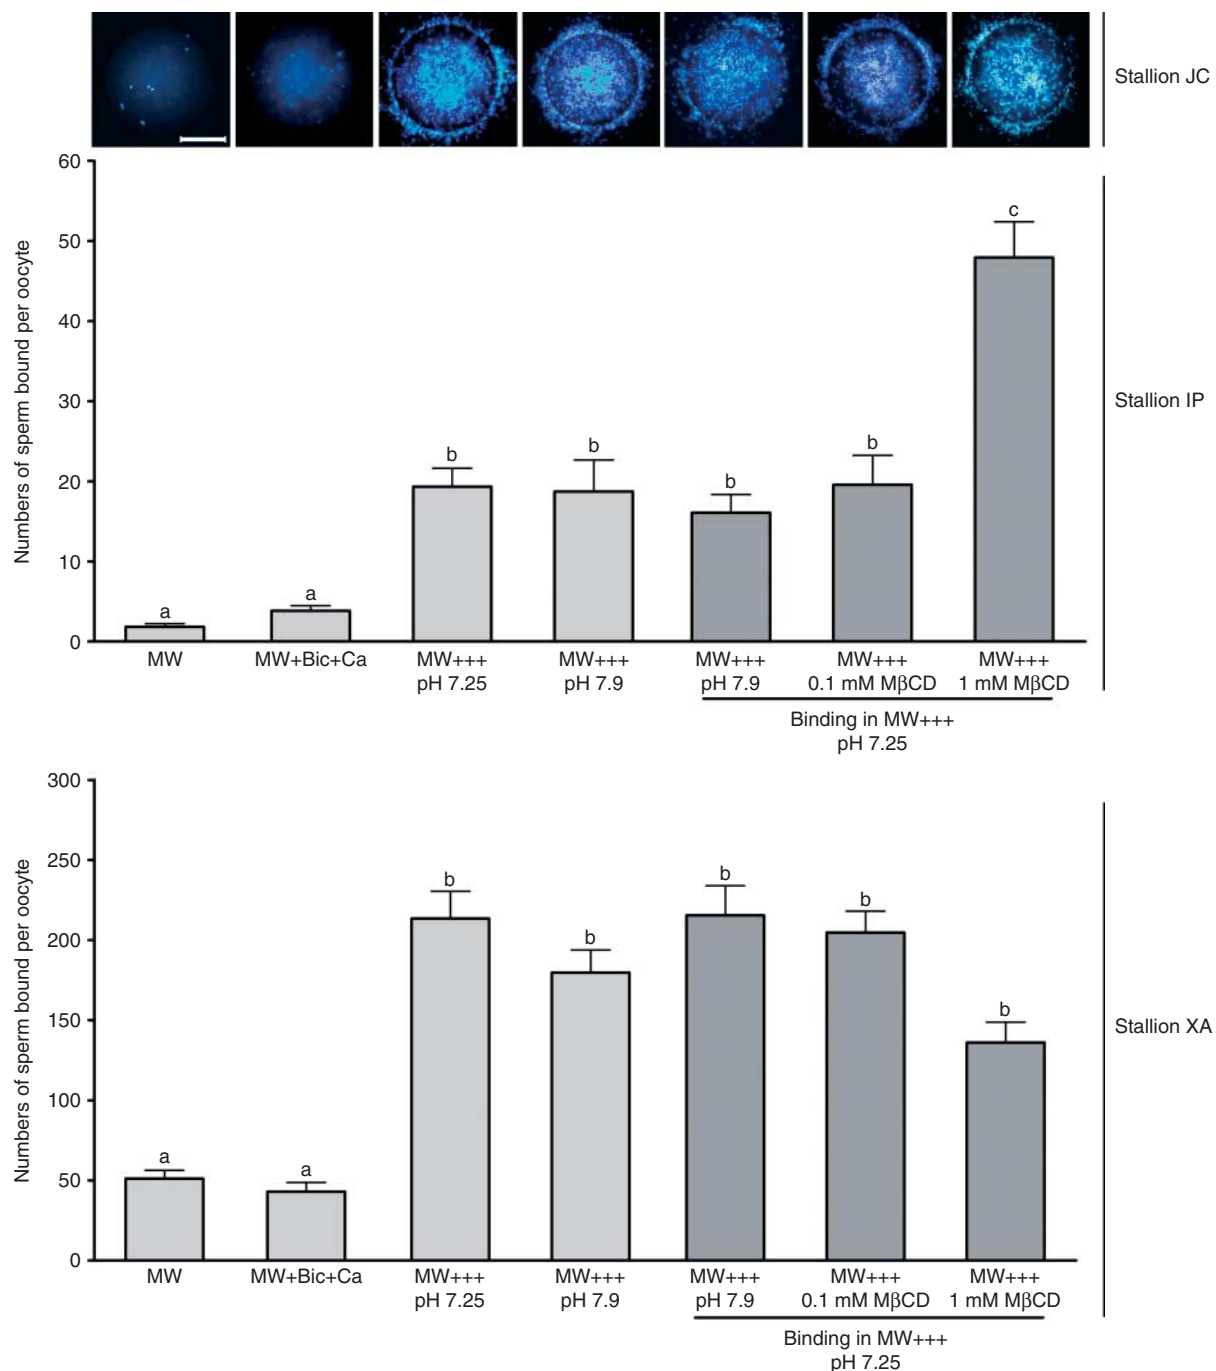 Stallion JC
60
50
40
30
20
10
0
Numbers of sperm bound per oocyte
a
a
b
b
b
b
c
Stallion IP
MW
MW+Bic+Ca
MW+++
pH 7.25
MW+++
pH 7.9
MW+++
pH 7.9
MW+++
0.1 mM MβCD
MW+++
1 mM MβCD
Binding in MW+++
pH 7.25
300
250
200
150
100
50
0
Numbers of sperm bound per oocyte
a
a
b
b
b
b
b
Stallion XA
MW
MW+Bic+Ca
MW+++
pH 7.25
MW+++
pH 7.9
MW+++
pH 7.9
MW+++
0.1 mM MβCD
MW+++
1 mM MβCD
Binding in MW+++
pH 7.25